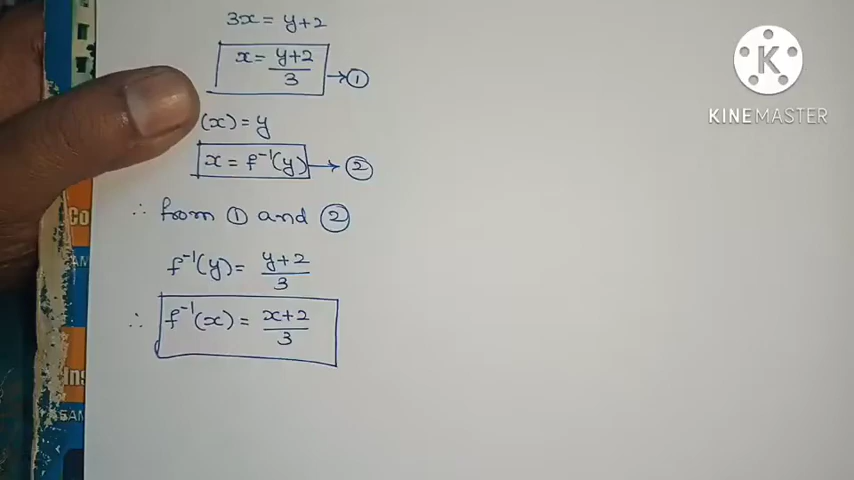 3x = y+2
x = y+2/3 → ①
(x) = y
x = f⁻¹(y) → ②
∴ from ① and ②
f⁻¹(y) = y+2/3
∴ f⁻¹(x) = x+2/3
K
KINEMASTER